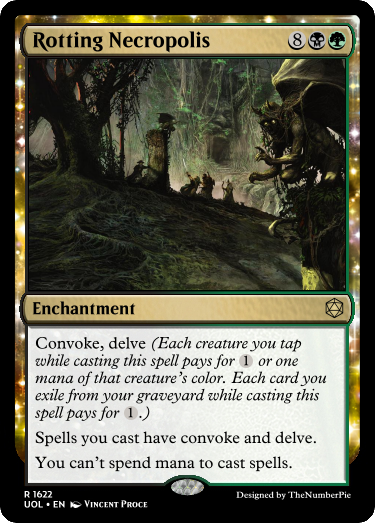 Rotting Necropolis 8
Enchantment
Convoke, delve (Each creature you tap
while casting this spell pays for 1 or one
mana of that creature's color. Each card you
exile from your graveyard while casting this
spell pays for 1.)
Spells you cast have convoke and delve.
You can't spend mana to cast spells.
R 1622
UOL • EN Vincent Proce
Designed by TheNumberPie